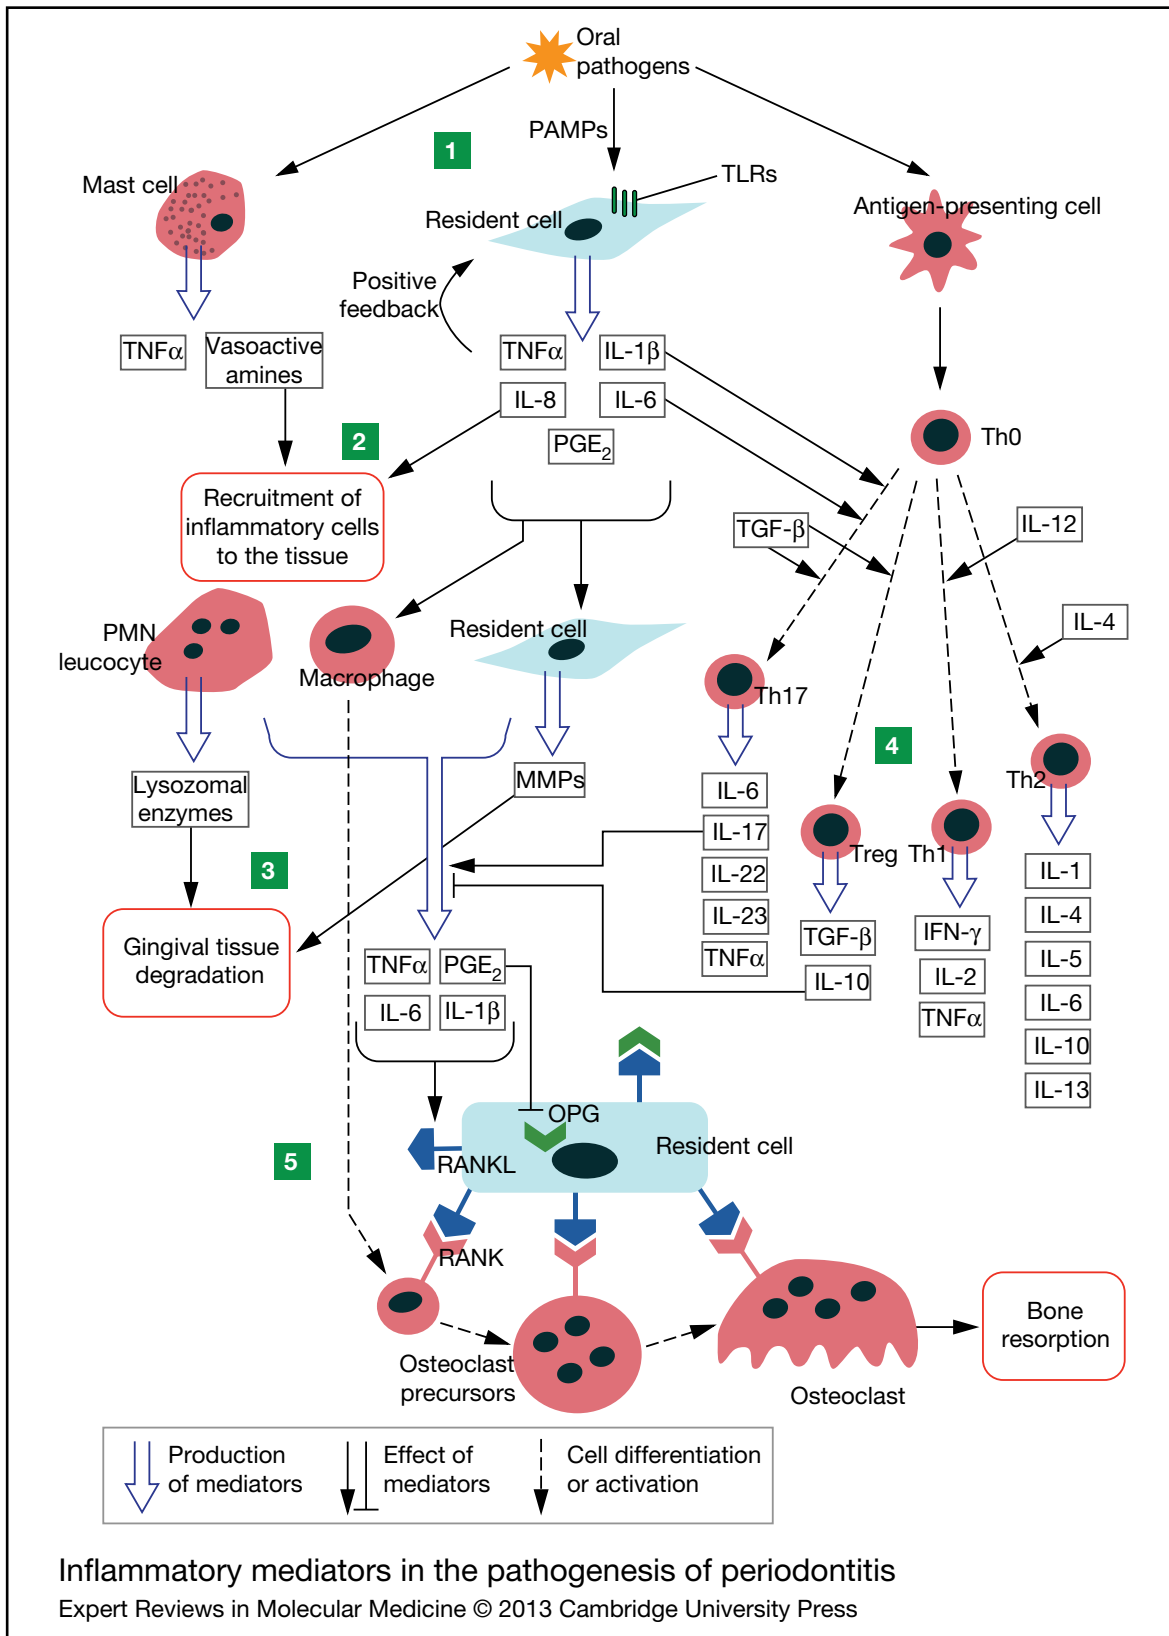 Oral
pathogens
PAMPs
1
TLRs
Mast cell
Resident cell
Antigen-presenting cell
Positive
feedback
TNFα
Vasoactive
amines
TNFα
IL-1β
IL-8
IL-6
PGE2
Th0
2
Recruitment of
inflammatory cells
to the tissue
TGF-β
IL-12
IL-4
PMN
leucocyte
Macrophage
Resident cell
Th17
4
Th2
Lysozomal
enzymes
MMPs
IL-6
IL-17
IL-22
IL-23
TNFα
Treg
Th1
3
Gingival tissue
degradation
TGF-β
IL-10
IFN-γ
IL-2
TNFα
IL-1
IL-4
IL-5
IL-6
IL-10
IL-13
TNFα
PGE2
IL-6
IL-1β
OPG
Resident cell
5
RANKL
RANK
Osteoclast
precursors
Osteoclast
Bone
resorption
Production
of mediators
Effect of
mediators
Cell differentiation
or activation
Inflammatory mediators in the pathogenesis of periodontitis
Expert Reviews in Molecular Medicine © 2013 Cambridge University Press